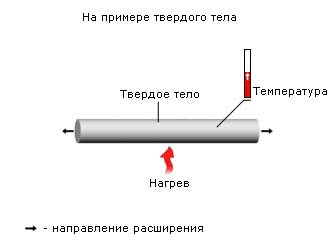 На примере твердого тела
Твердое тело
Температура
Нагрев
- направление расширения